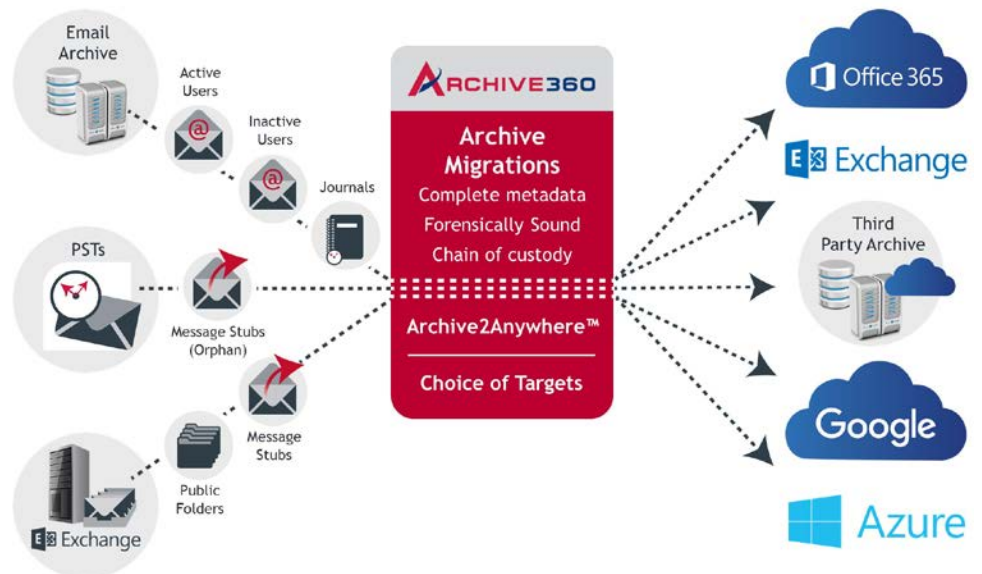 Email
Archive
Active
Users
Inactive
Users
Journals
PSTs
Message Stubs
(Orphan)
Message
Stubs
Public
Folders
E Exchange
ARCHIVE360
Archive
Migrations
Complete metadata
Forensically Sound
Chain of custody
Archive2Anywhere™
Choice of Targets
Office 365
E Exchange
Third
Party Archive
Google
Azure